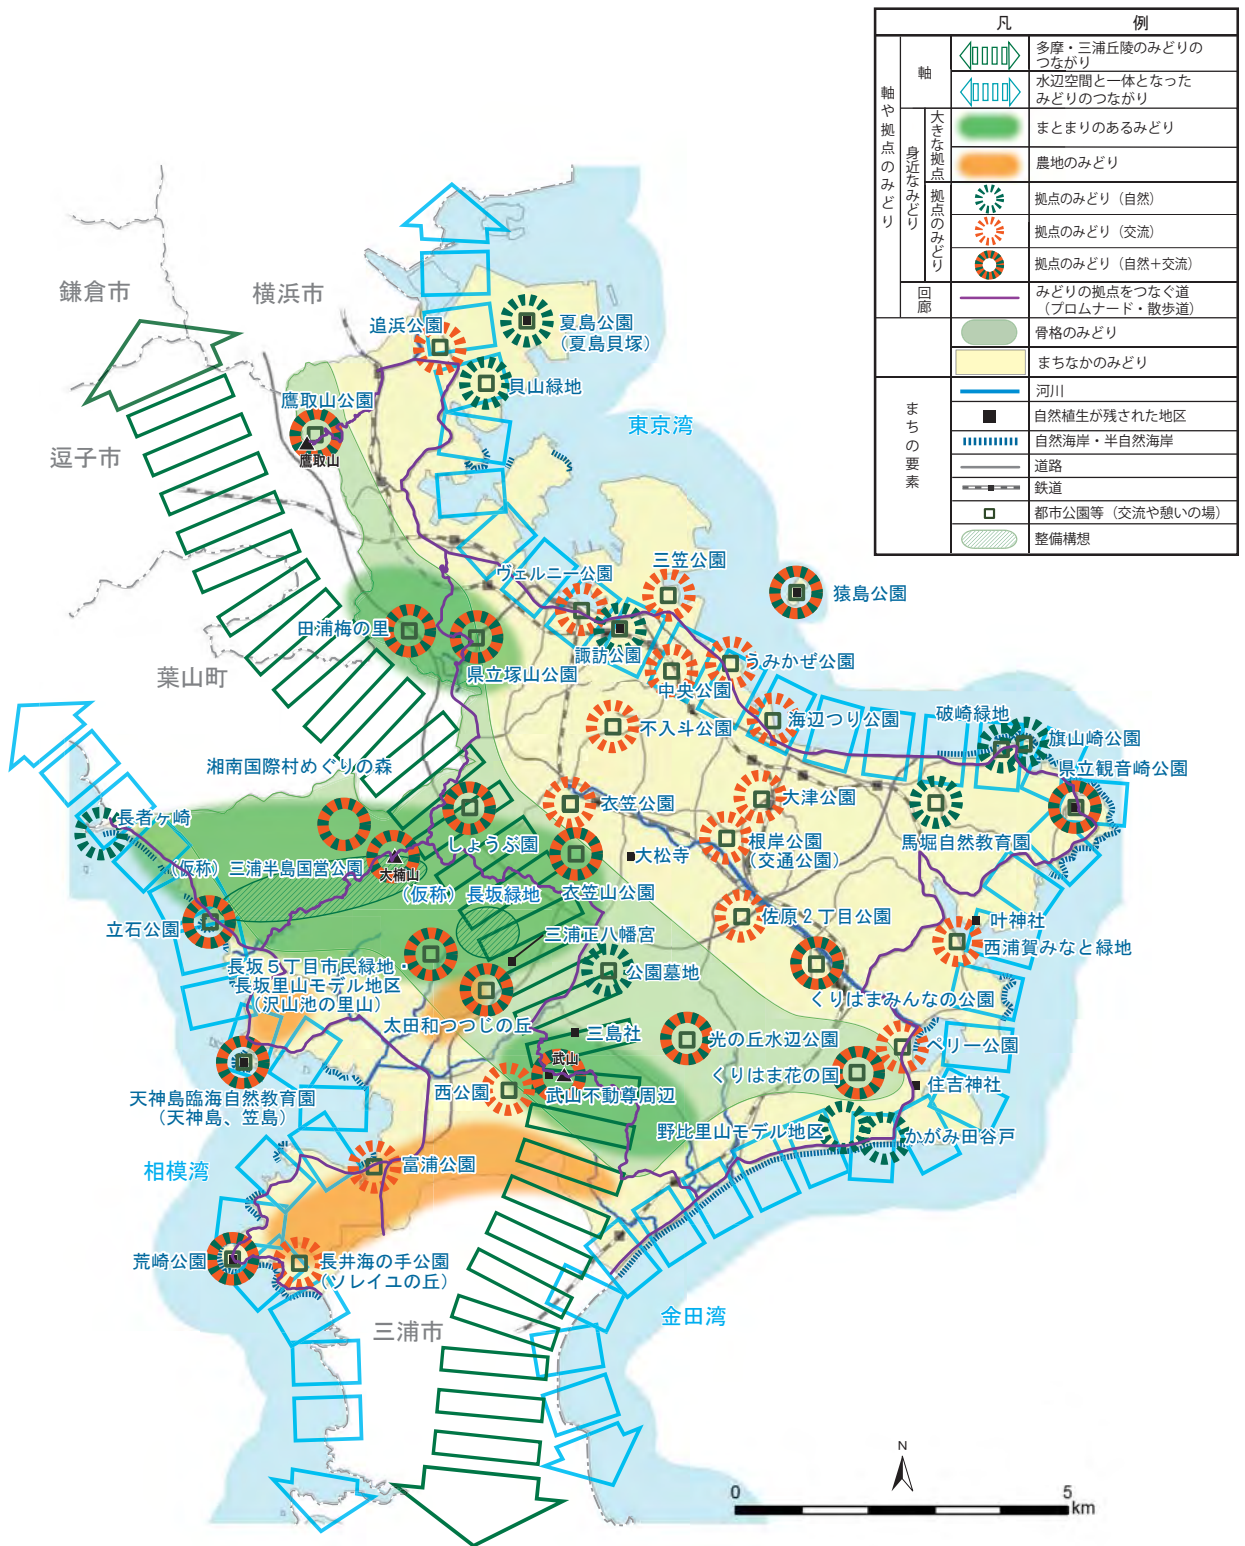 凡 例
軸や拠点のみどり
軸
多摩・三浦丘陵のみどりの
つながり
水辺空間と一体となった
みどりのつながり
身近なみどり
大きな拠点
まとまりのあるみどり
農地のみどり
拠点のみどり
拠点のみどり（自然）
拠点のみどり（交流）
拠点のみどり（自然＋交流）
回廊
みどりの拠点をつなぐ道
（プロムナード・散歩道）
骨格のみどり
まちなかのみどり
まちの要素
河川
自然植生が残された地区
自然海岸・半自然海岸
道路
鉄道
都市公園等（交流や憩いの場）
整備構想
鎌倉市
横浜市
追浜公園
夏島公園
（夏島貝塚）
貝山緑地
鷹取山公園
鷹取山
逗子市
東京湾
三笠公園
ヴェルニー公園
猿島公園
田浦梅の里
諏訪公園
うみかぜ公園
県立塚山公園
葉山町
中央公園
破崎緑地
海辺つり公園
不入斗公園
旗山崎公園
湘南国際村めぐりの森
県立観音崎公園
大津公園
衣笠公園
長者ヶ崎
しょうぶ園
根岸公園
（交通公園）
馬堀自然教育園
大松寺
（仮称）三浦半島国営公園
大楠山
衣笠山公園
（仮称）長坂緑地
佐原２丁目公園
叶神社
立石公園
三浦正八幡宮
西浦賀みなと緑地
長坂５丁目市民緑地・
長坂里山モデル地区
（沢山池の里山）
公園墓地
くりはまみんなの公園
太田和つつじの丘
三島社
光の丘水辺公園
ペリー公園
武山
くりはま花の国
住吉神社
天神島臨海自然教育園
（天神島、笠島）
西公園
武山不動尊周辺
野比里山モデル地区
かがみ田谷戸
相模湾
富浦公園
荒崎公園
長井海の手公園
（ソレイユの丘）
金田湾
三浦市
N
0 5
km